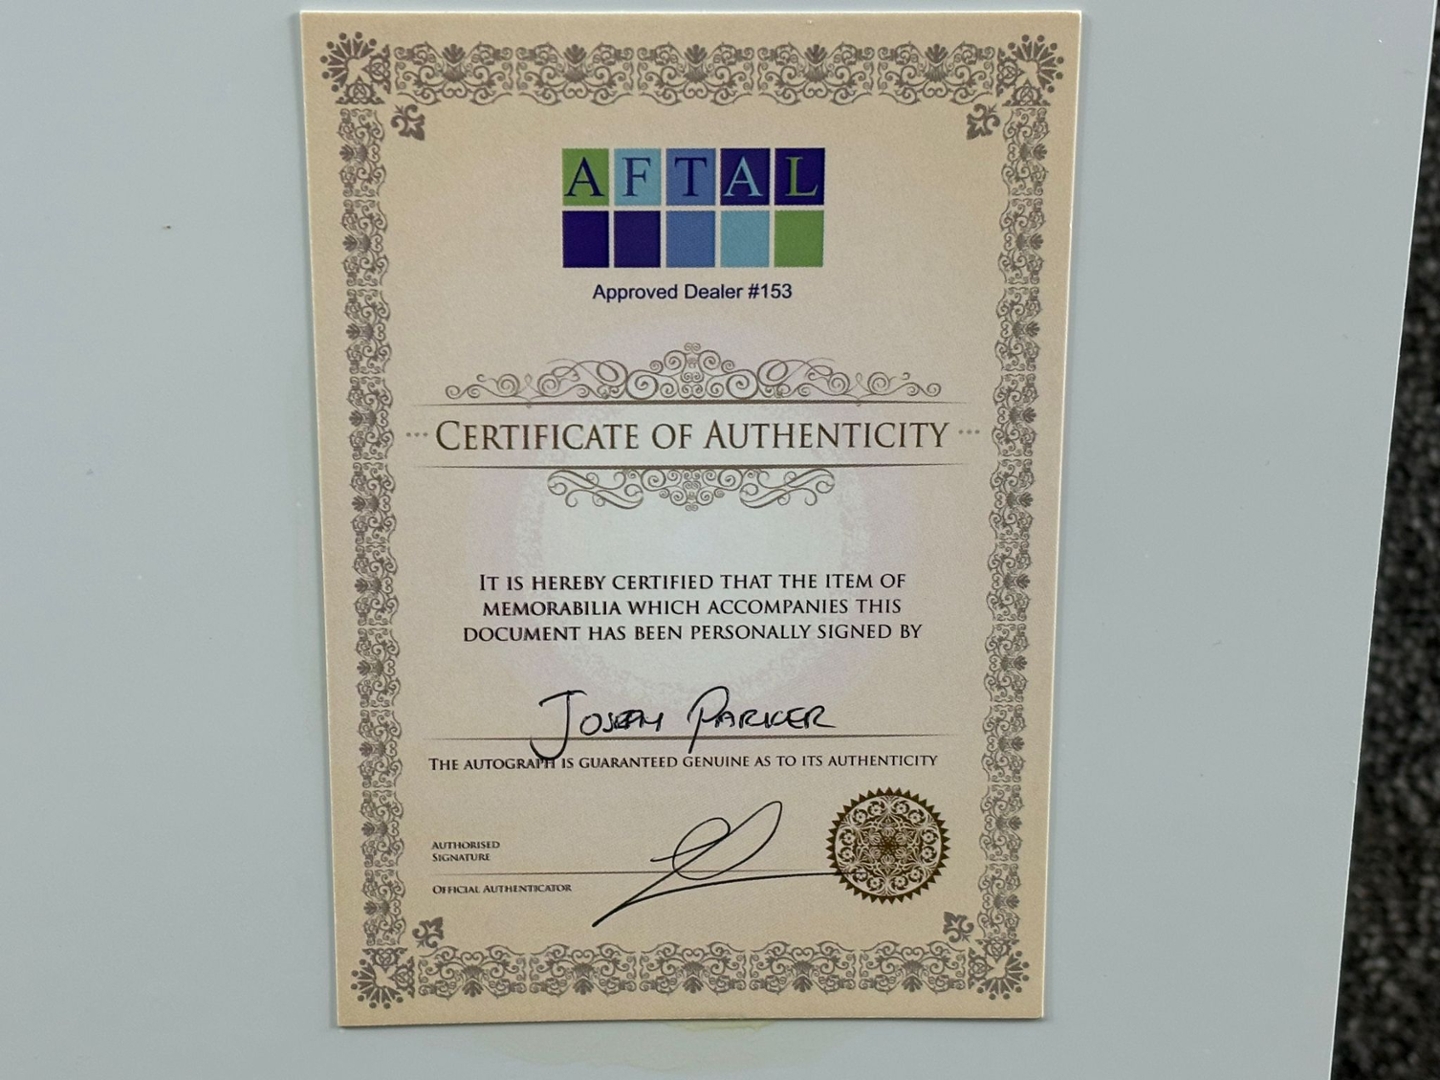 AFTAL
Approved Dealer #153
CERTIFICATE OF AUTHENTICITY
IT IS HEREBY CERTIFIED THAT THE ITEM OF
MEMORABILIA WHICH ACCOMPANIES THIS
DOCUMENT HAS BEEN PERSONALLY SIGNED BY
JOSEPH PARKER
THE AUTOGRAPH IS GUARANTEED GENUINE AS TO ITS AUTHENTICITY
AUTHORISED
SIGNATURE
OFFICIAL AUTHENTICATOR